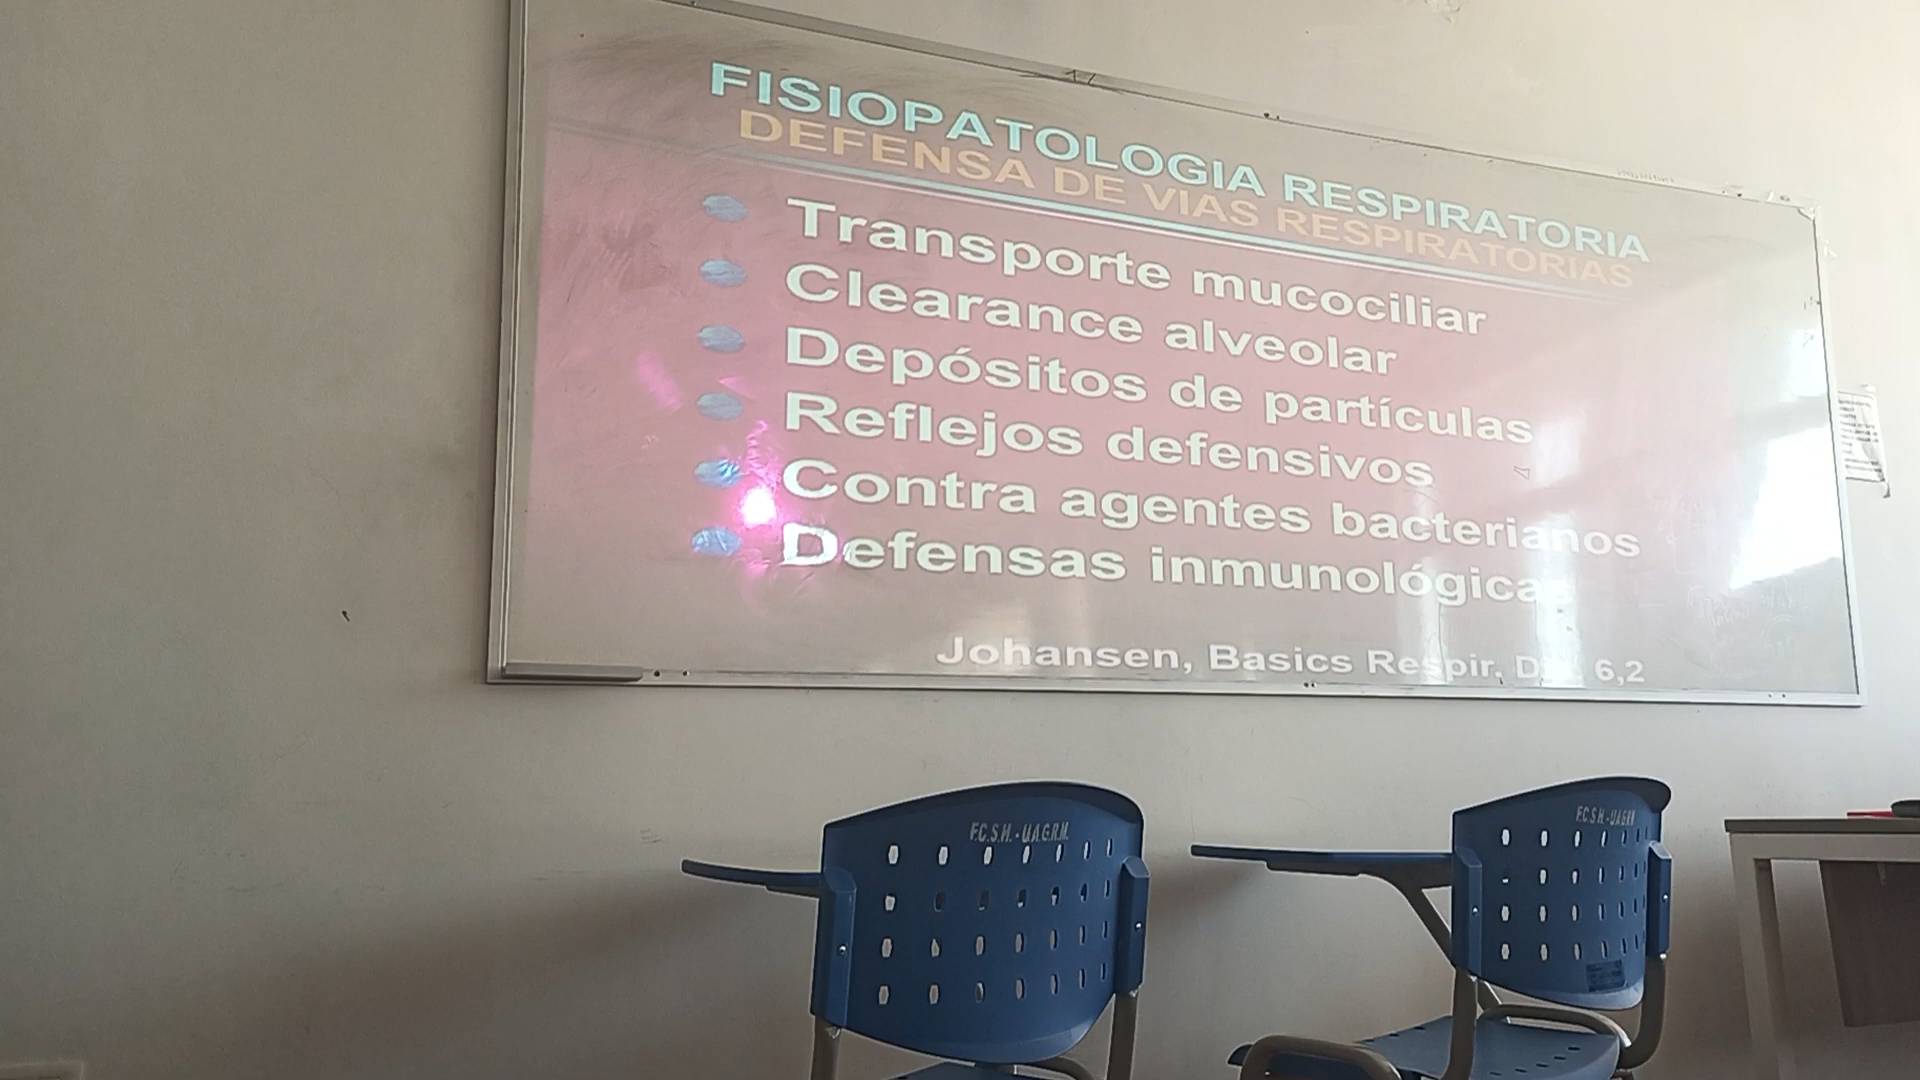 FISIOPATOLOGIA RESPIRATORIA
DEFENSA DE VIAS RESPIRATORIAS
Transporte mucociliar
Clearance alveolar
Depósitos de partículas
Reflejos defensivos
Contra agentes bacterianos
Defensas inmunológicas
Johansen, Basics Respir. 6,2
F.C.S.H. - U.A.G.R.M.
F.C.S.H. - U.A.G.R.M.